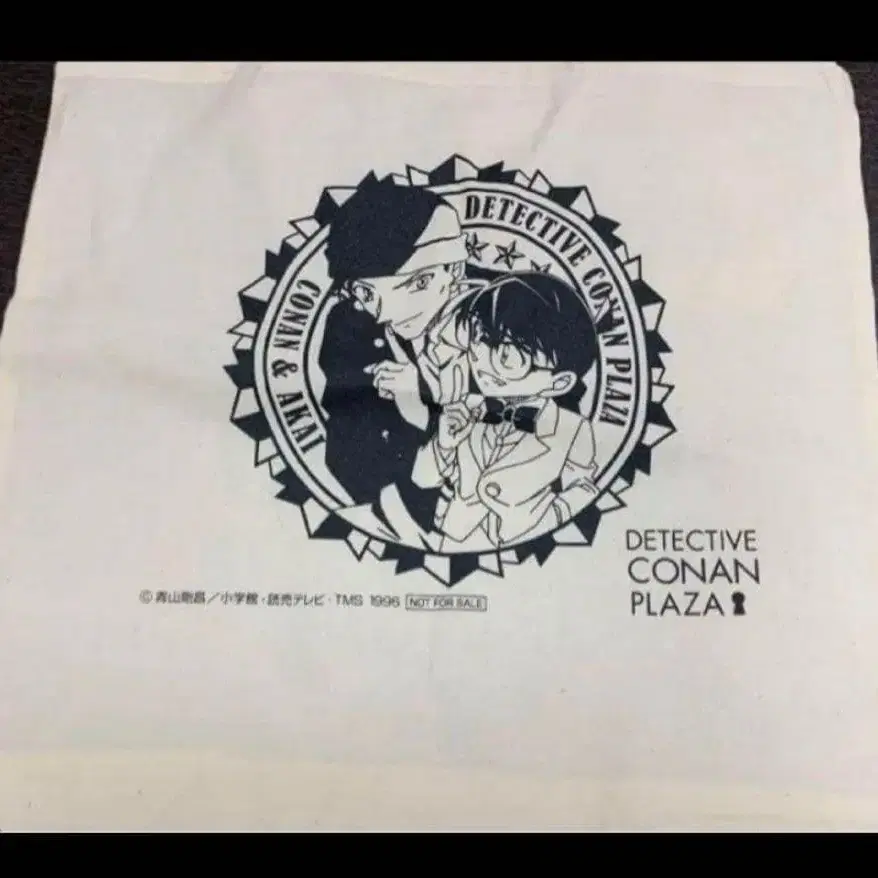 DETECTIVE CONAN PLAZA
CONAN & AKAI
© 青山剛昌／小学館・読売テレビ・TMS 1996 NOT FOR SALE
DETECTIVE
CONAN
PLAZA